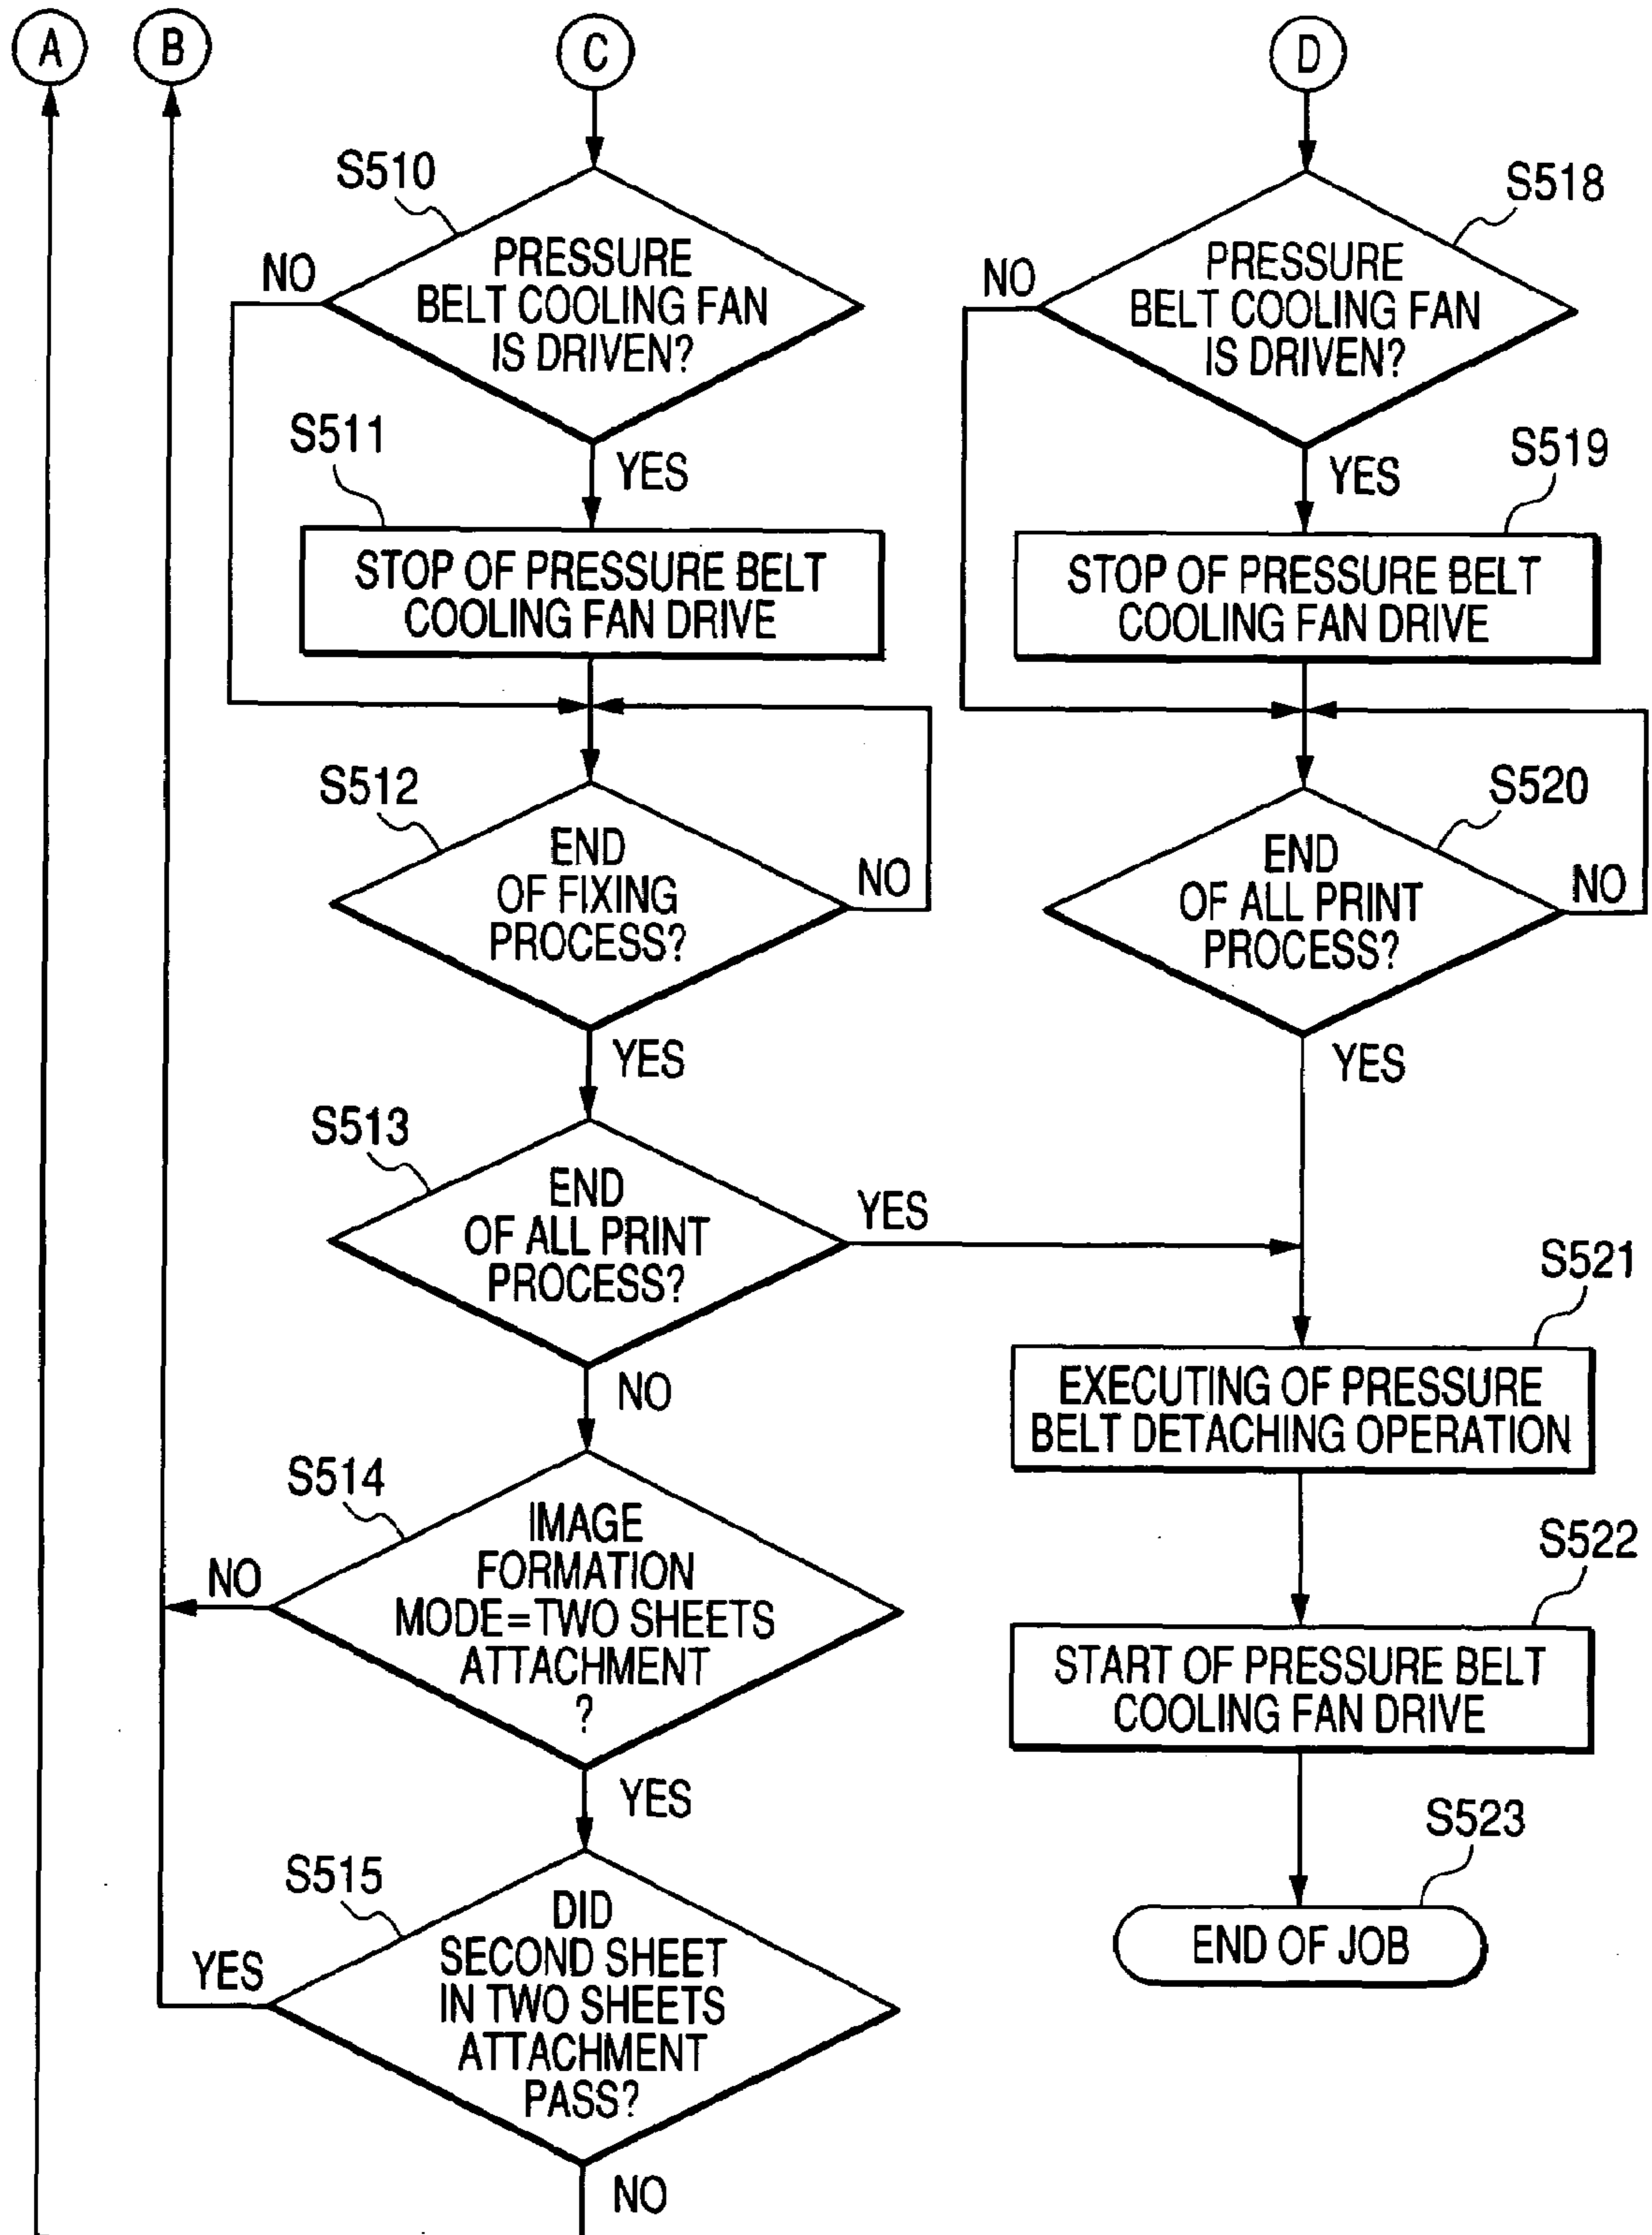 A
B
C
D
S510
PRESSURE
BELT COOLING FAN
IS DRIVEN?
NO
YES
S511
STOP OF PRESSURE BELT
COOLING FAN DRIVE
S512
END
OF FIXING
PROCESS?
NO
YES
S513
END
OF ALL PRINT
PROCESS?
YES
NO
S514
IMAGE
FORMATION
MODE=TWO SHEETS
ATTACHMENT
?
NO
YES
S515
DID
SECOND SHEET
IN TWO SHEETS
ATTACHMENT
PASS?
YES
NO
S518
PRESSURE
BELT COOLING FAN
IS DRIVEN?
NO
YES
S519
STOP OF PRESSURE BELT
COOLING FAN DRIVE
S520
END
OF ALL PRINT
PROCESS?
NO
YES
S521
EXECUTING OF PRESSURE
BELT DETACHING OPERATION
S522
START OF PRESSURE BELT
COOLING FAN DRIVE
S523
END OF JOB